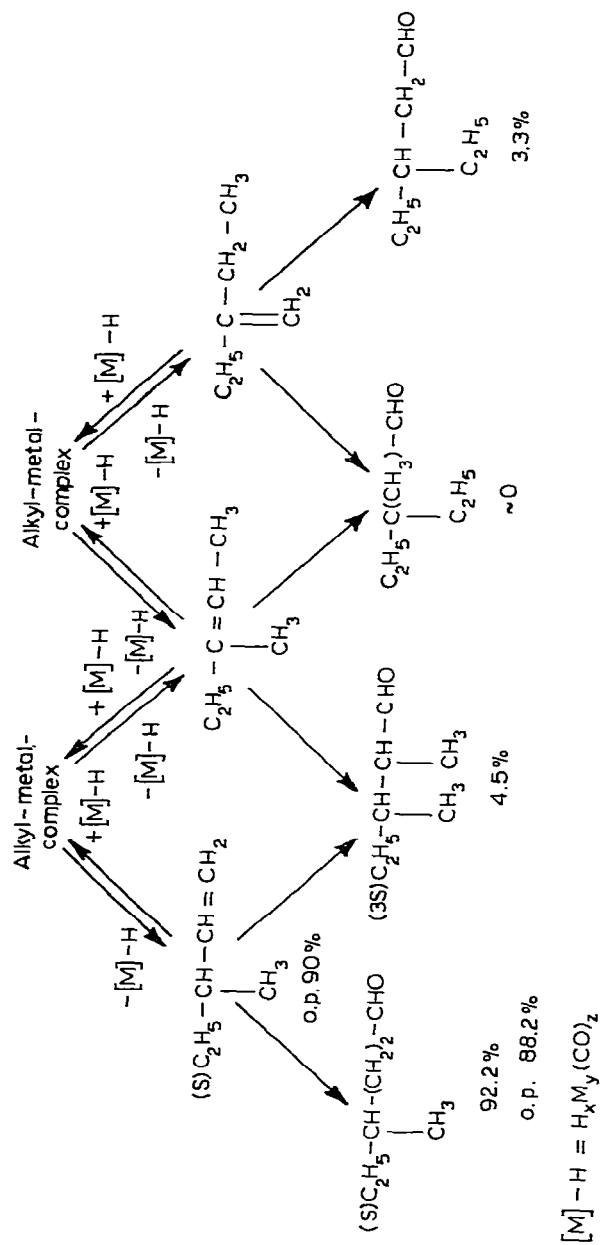 Alkyl-metal-
complex
Alkyl-metal-
complex
-[M]-H
+[M]-H
-[M]-H
+[M]-H
-[M]-H
+[M]-H
-[M]-H
+[M]-H
(S)C2H5-CH-CH=CH2
CH3
o.p. 90%
C2H5-C=CH-CH3
CH3
C2H5-C-CH2-CH3
CH2
(S)C2H5-CH-(CH2)2-CHO
CH3
92.2%
o.p. 88.2%
(3S)C2H5-CH-CH-CHO
CH3 CH3
4.5%
C2H5-C(CH3)-CHO
C2H5
~0
C2H5-CH-CH2-CHO
C2H5
3.3%
[M]-H = HxMy(CO)z